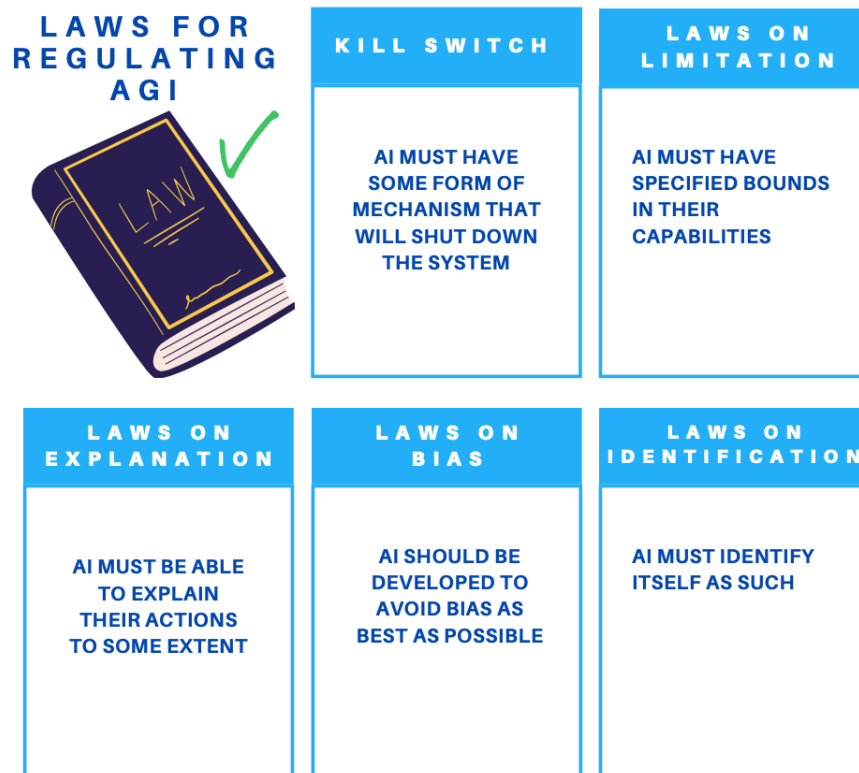 LAWS FOR
REGULATING
AGI
LAW
KILL SWITCH
AI MUST HAVE
SOME FORM OF
MECHANISM THAT
WILL SHUT DOWN
THE SYSTEM
LAWS ON
LIMITATION
AI MUST HAVE
SPECIFIED BOUNDS
IN THEIR
CAPABILITIES
LAWS ON
EXPLANATION
AI MUST BE ABLE
TO EXPLAIN
THEIR ACTIONS
TO SOME EXTENT
LAWS ON
BIAS
AI SHOULD BE
DEVELOPED TO
AVOID BIAS AS
BEST AS POSSIBLE
LAWS ON
IDENTIFICATION
AI MUST IDENTIFY
ITSELF AS SUCH